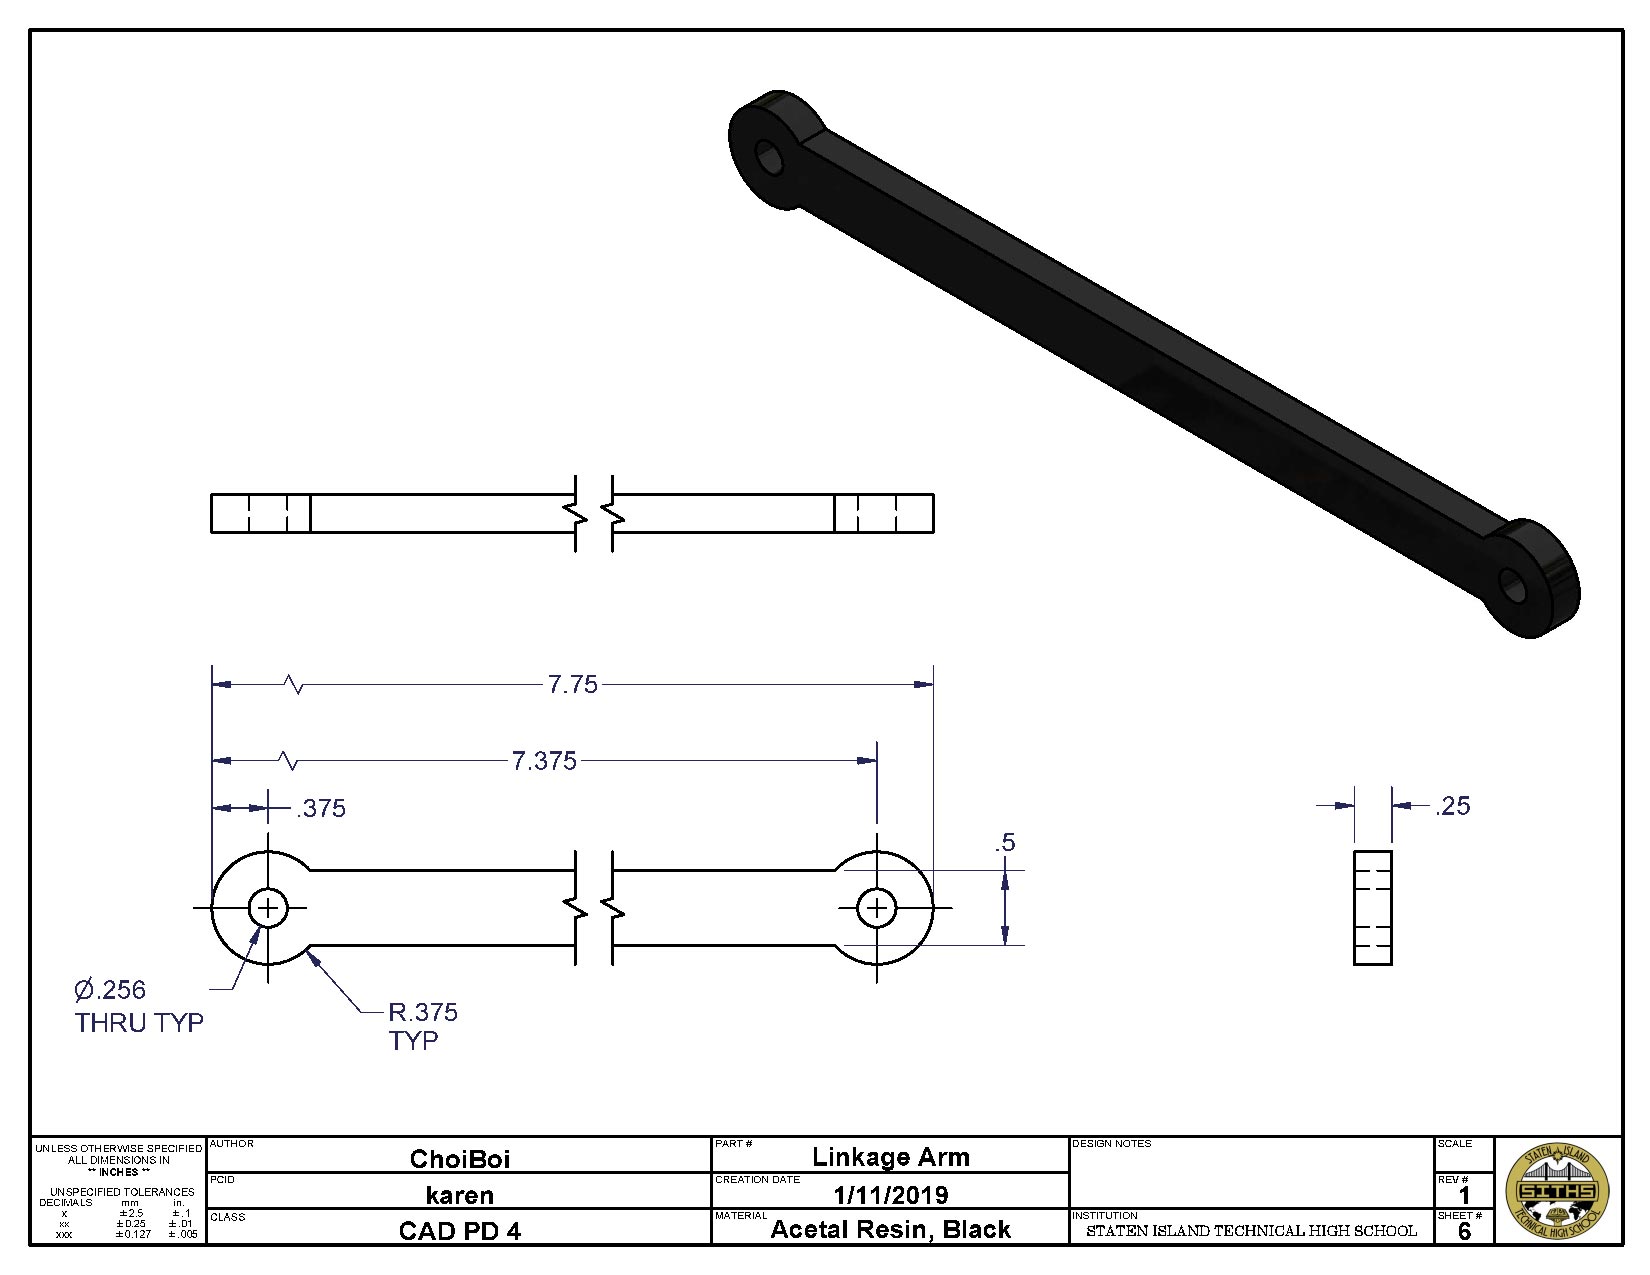 7.75
7.375
.375
.5
.25
Ø.256
THRU TYP
R.375
TYP
UNLESS OTHERWISE SPECIFIED
ALL DIMENSIONS IN
** INCHES **
UNSPECIFIED TOLERANCES
DECIMALS mm in.
x ±2.5 ±.1
xx ±0.25 ±.01
xxx ±0.127 ±.005
AUTHOR
ChoiBoi
PCID
karen
CLASS
CAD PD 4
PART #
Linkage Arm
CREATION DATE
1/11/2019
MATERIAL
Acetal Resin, Black
DESIGN NOTES
INSTITUTION
STATEN ISLAND TECHNICAL HIGH SCHOOL
SCALE
REV #
1
SHEET #
6
STATEN ISLAND
SITHS
TECHNICAL HIGH SCHOOL